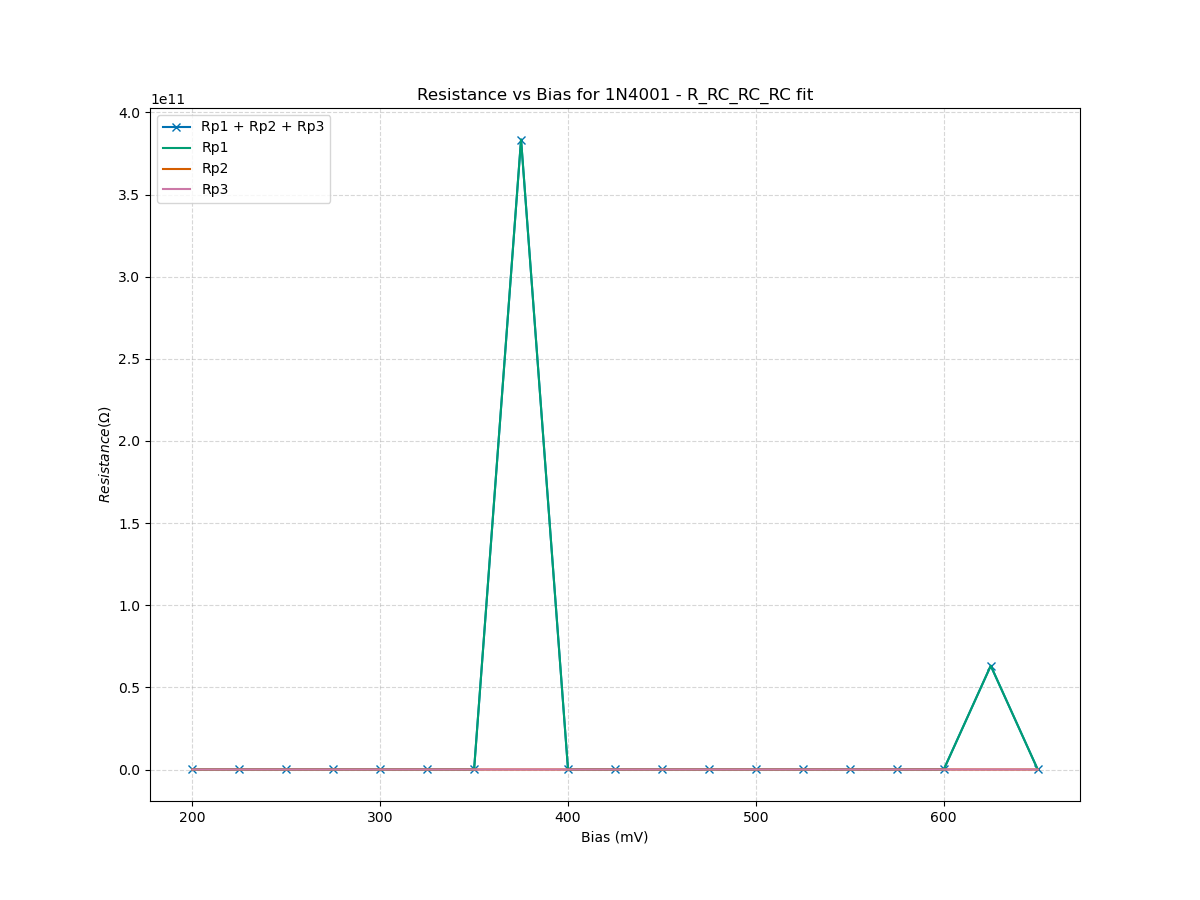 Resistance vs Bias for 1N4001 - R_RC_RC_RC fit
1e11
4.0
3.5
3.0
2.5
2.0
1.5
1.0
0.5
0.0
Resistance(Ω)
Rp1 + Rp2 + Rp3
Rp1
Rp2
Rp3
200
300
400
500
600
Bias (mV)